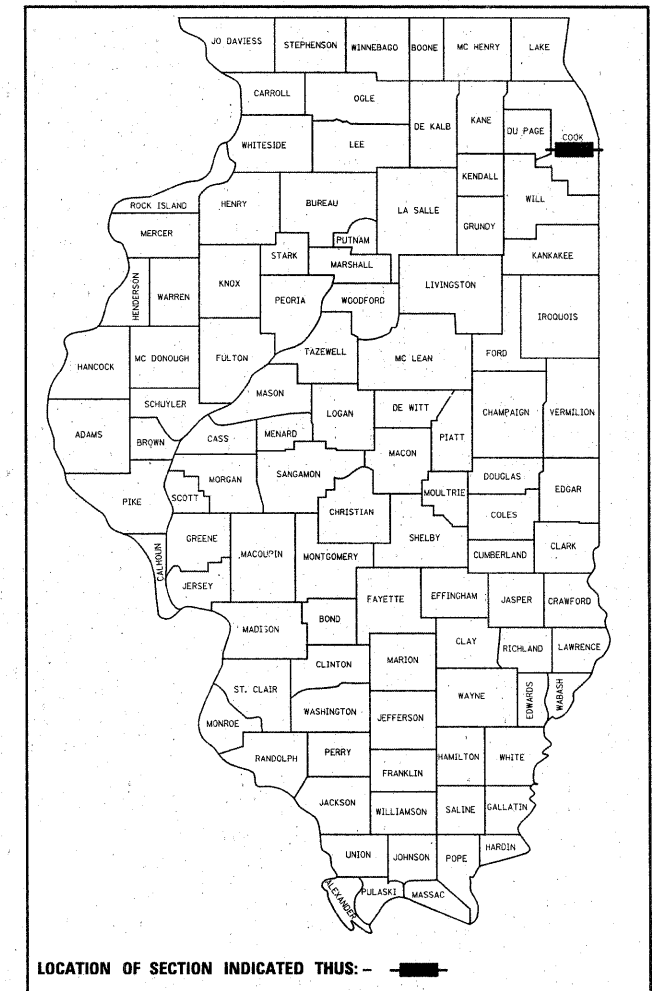 JO DAVIESS STEPHENSON WINNEBAGO BOONE MC HENRY LAKE
CARROLL OGLE
DE KALB KANE DU PAGE COOK
WHITESIDE LEE
KENDALL WILL
ROCK ISLAND HENRY BUREAU LA SALLE
MERCER PUTNAM GRUNDY
STARK MARSHALL KANKAKEE
HENDERSON WARREN KNOX PEORIA WOODFORD LIVINGSTON IROQUOIS
HANCOCK MC DONOUGH FULTON TAZEWELL MC LEAN FORD
MASON
SCHUYLER LOGAN DE WITT CHAMPAIGN VERMILION
ADAMS BROWN CASS MENARD MACON PIATT
MORGAN SANGAMON DOUGLAS EDGAR
PIKE SCOTT MOULTRIE
CHRISTIAN COLES
GREENE MACOUPIN MONTGOMERY SHELBY CUMBERLAND CLARK
CALHOUN JERSEY
FAYETTE EFFINGHAM JASPER CRAWFORD
MADISON BOND
CLAY RICHLAND LAWRENCE
CLINTON MARION
ST. CLAIR WAYNE EDWARDS WABASH
WASHINGTON JEFFERSON
MONROE
RANDOLPH PERRY HAMILTON WHITE
FRANKLIN
JACKSON WILLIAMSON SALINE GALLATIN
UNION JOHNSON POPE HARDIN
ALEXANDER PULASKI MASSAC
LOCATION OF SECTION INDICATED THUS: -